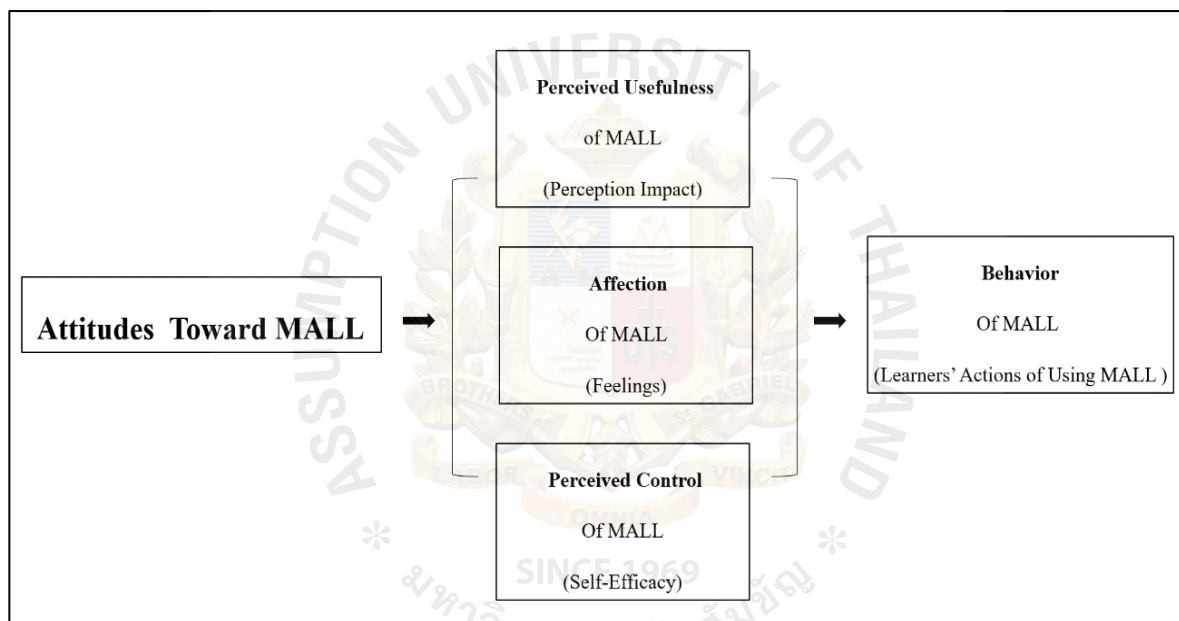 Attitudes Toward MALL
Perceived Usefulness
of MALL
(Perception Impact)
Affection
Of MALL
(Feelings)
Perceived Control
Of MALL
(Self-Efficacy)
Behavior
Of MALL
(Learners' Actions of Using MALL )
ASSUMPTION UNIVERSITY OF THAILAND
BROTHERS of
St GABRIEL
LABOR
VINCIT
OMNIA
SINCE 1969